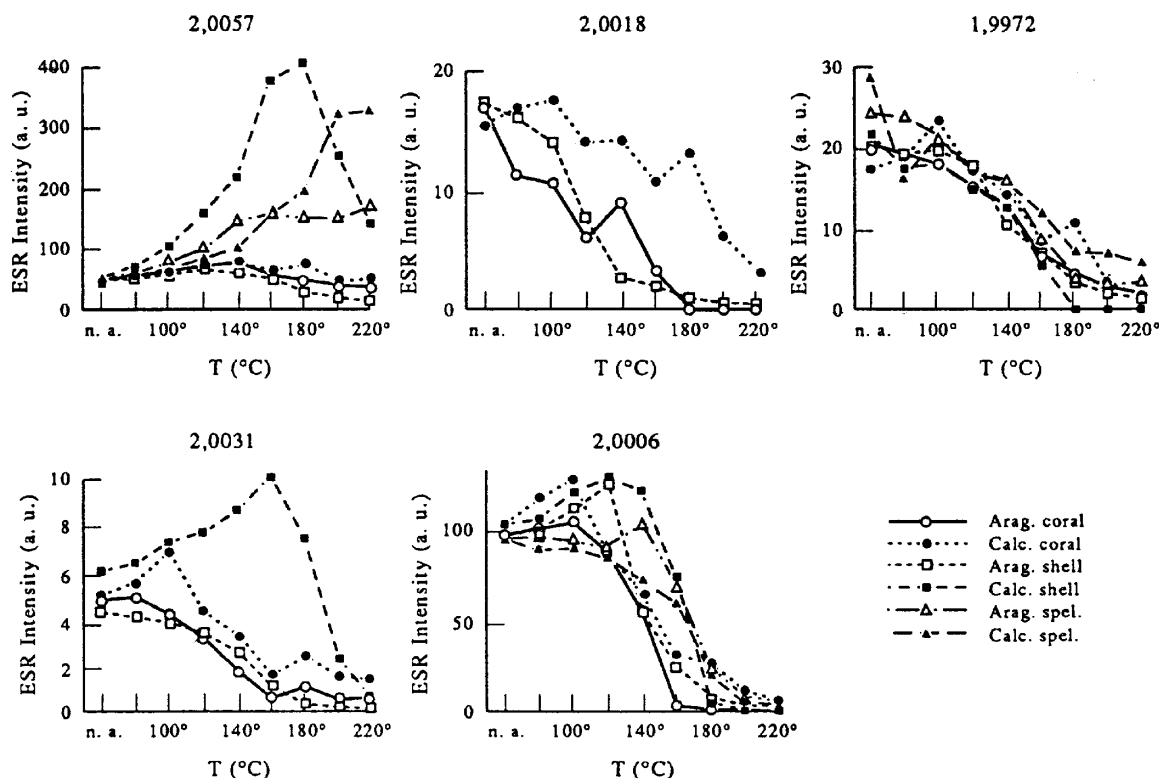 2,0057
ESR Intensity (a. u.)
400
300
200
100
0
n. a. 100° 140° 180° 220°
T (°C)
2,0018
ESR Intensity (a. u.)
20
10
0
n. a. 100° 140° 180° 220°
T (°C)
1,9972
ESR Intensity (a. u.)
30
20
10
0
n. a. 100° 140° 180° 220°
T (°C)
2,0031
ESR Intensity (a. u.)
10
8
6
4
2
0
n. a. 100° 140° 180° 220°
T (°C)
2,0006
ESR Intensity (a. u.)
100
50
0
n. a. 100° 140° 180° 220°
T (°C)
Arag. coral
Calc. coral
Arag. shell
Calc. shell
Arag. spel.
Calc. spel.